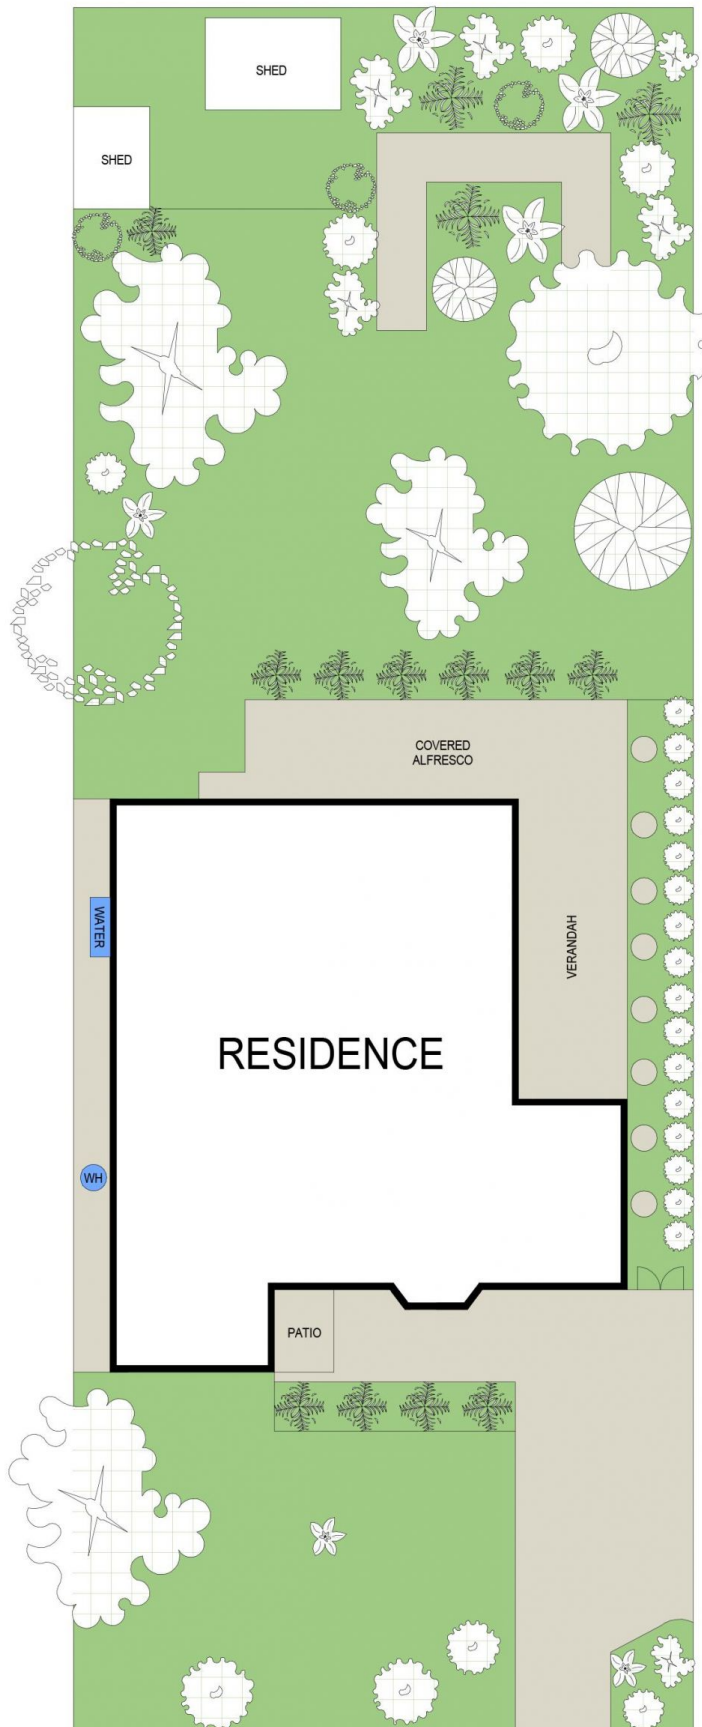 SHED
SHED
COVERED
ALFRESCO
WATER
VERANDAH
RESIDENCE
WH
PATIO